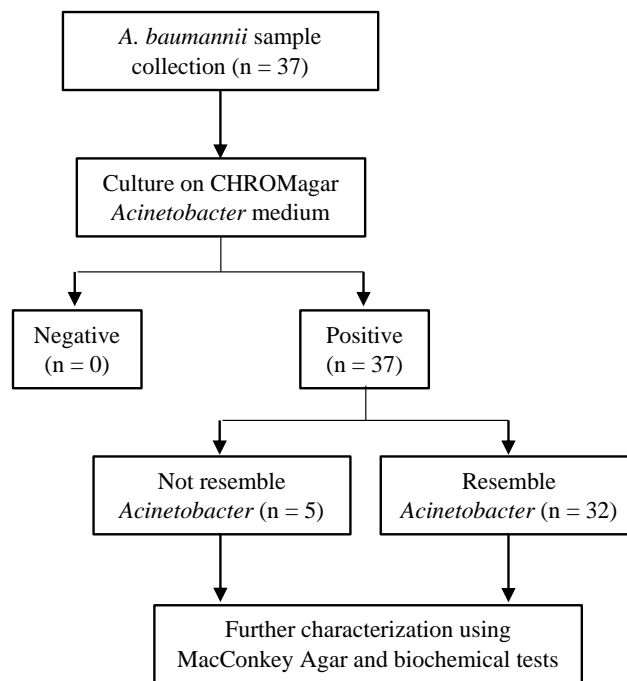 A. baumannii sample
collection (n = 37)
Culture on CHROMagar
Acinetobacter medium
Negative
(n = 0)
Positive
(n = 37)
Not resemble
Acinetobacter (n = 5)
Resemble
Acinetobacter (n = 32)
Further characterization using
MacConkey Agar and biochemical tests